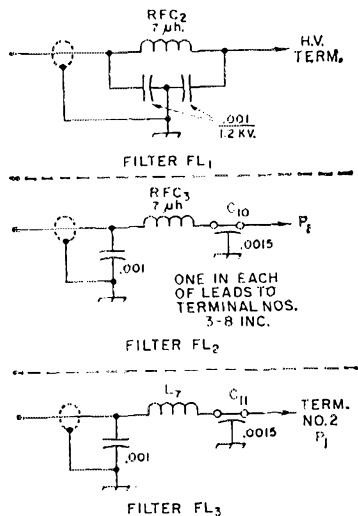 RFC2
7 µh.
H.V.
TERM.
.001
1.2 KV.
FILTER FL1
RFC3
7 µh
C10
.0015
.001
ONE IN EACH
OF LEADS TO
TERMINAL NOS.
3-8 INC.
FILTER FL2
L7
C11
TERM.
NO.2
P1
.0015
.001
FILTER FL3